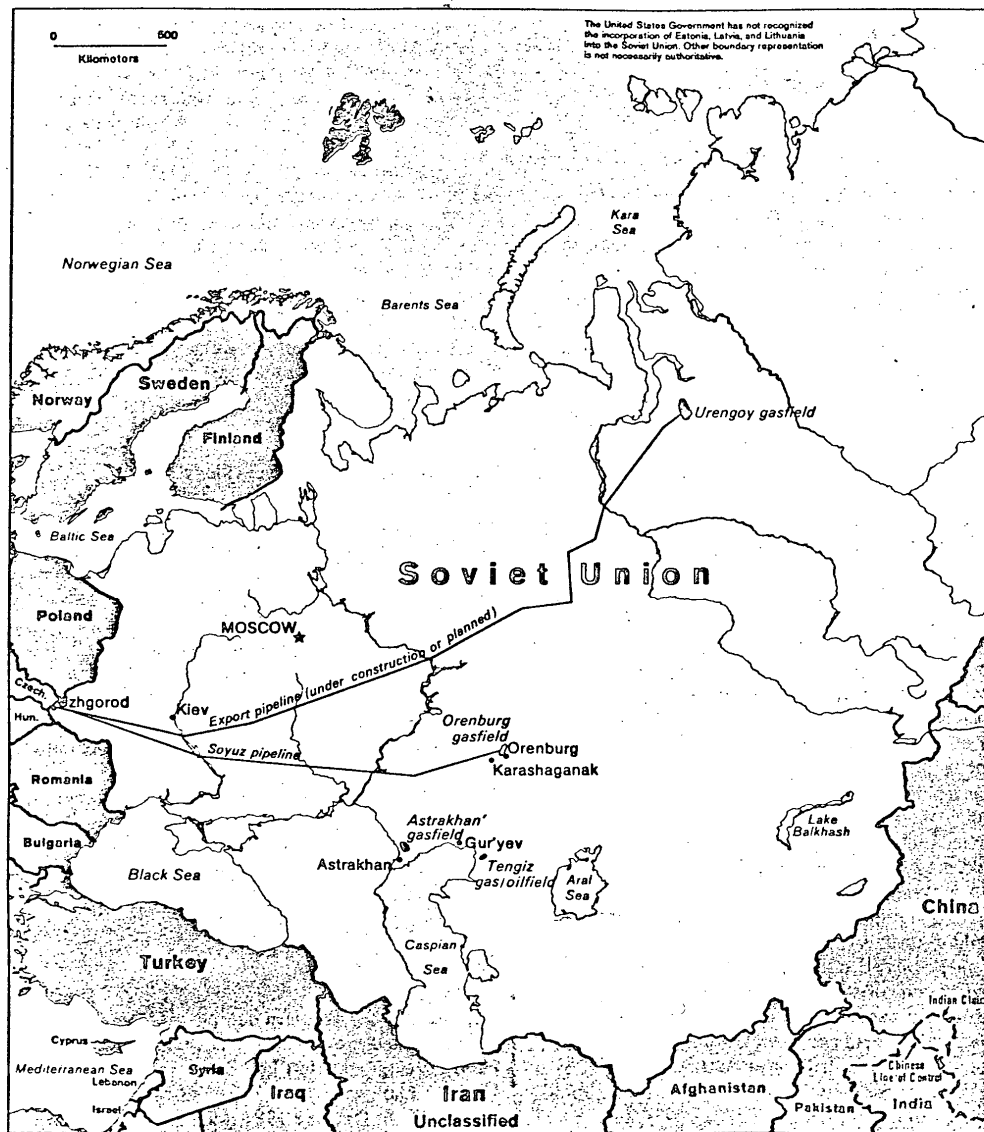 0 500
Kilometers
The United States Government has not recognized
the incorporation of Estonia, Latvia, and Lithuania
into the Soviet Union. Other boundary representation
is not necessarily authoritative.
Kara
Sea
Norwegian Sea
Barents Sea
Sweden
Norway
Urengoy gasfield
Finland
Baltic Sea
Soviet Union
Poland
MOSCOW
Export pipeline (under construction or planned)
Czech.
Uzhgorod
Hun.
Kiev
Orenburg
gasfield
Soyuz pipeline
Orenburg
Karashaganak
Romania
Astrakhan'
gasfield
Gur'yev
Lake
Balkhash
Bulgaria
Astrakhan
Tengiz
gas/oilfield
Aral
Sea
Black Sea
China
Caspian
Sea
Turkey
Indian Claim
Cyprus
Mediterranean Sea
Lebanon
Syria
Chinese
Line of Control
Israel
Iraq
Iran
Afghanistan
Pakistan
India
Unclassified